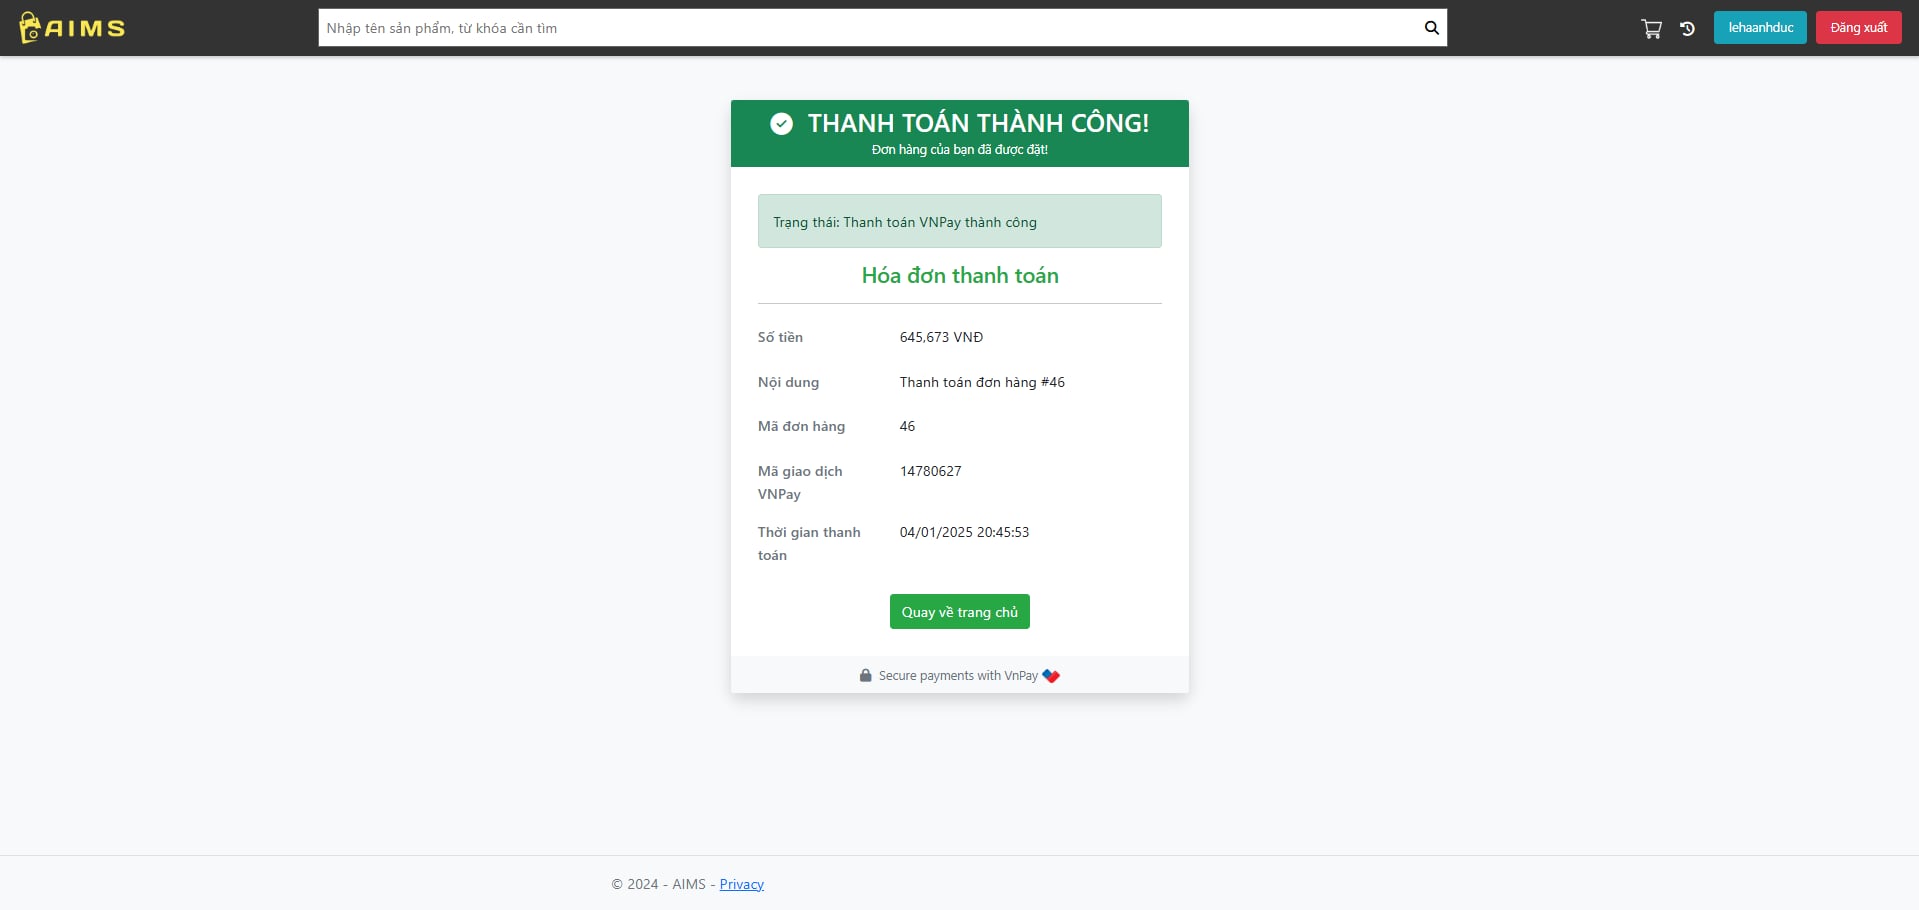 AIMS
Nhập tên sản phẩm, từ khóa cần tìm
lehaanhduc
Đăng xuất
THANH TOÁN THÀNH CÔNG!
Đơn hàng của bạn đã được đặt!
Trạng thái: Thanh toán VNPay thành công
Hóa đơn thanh toán
Số tiền
645,673 VNĐ
Nội dung
Thanh toán đơn hàng #46
Mã đơn hàng
46
Mã giao dịch
VNPay
14780627
Thời gian thanh
toán
04/01/2025 20:45:53
Quay về trang chủ
Secure payments with VnPay
© 2024 - AIMS - Privacy